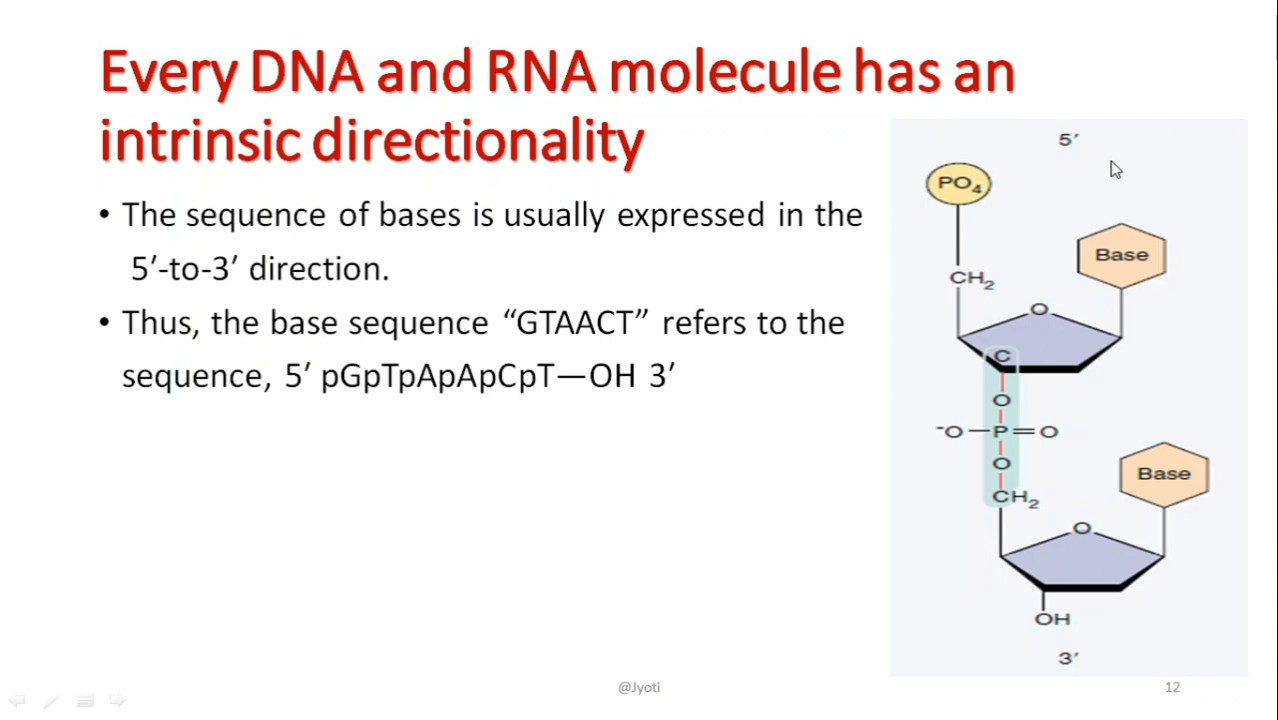 Every DNA and RNA molecule has an
intrinsic directionality
• The sequence of bases is usually expressed in the
5′-to-3′ direction.
• Thus, the base sequence “GTAACT” refers to the
sequence, 5′ pGpTpApApCpT—OH 3′
5′
PO4
Base
CH2
O
C
O
-O—P=O
O
Base
CH2
O
OH
3′
@Jyoti
12